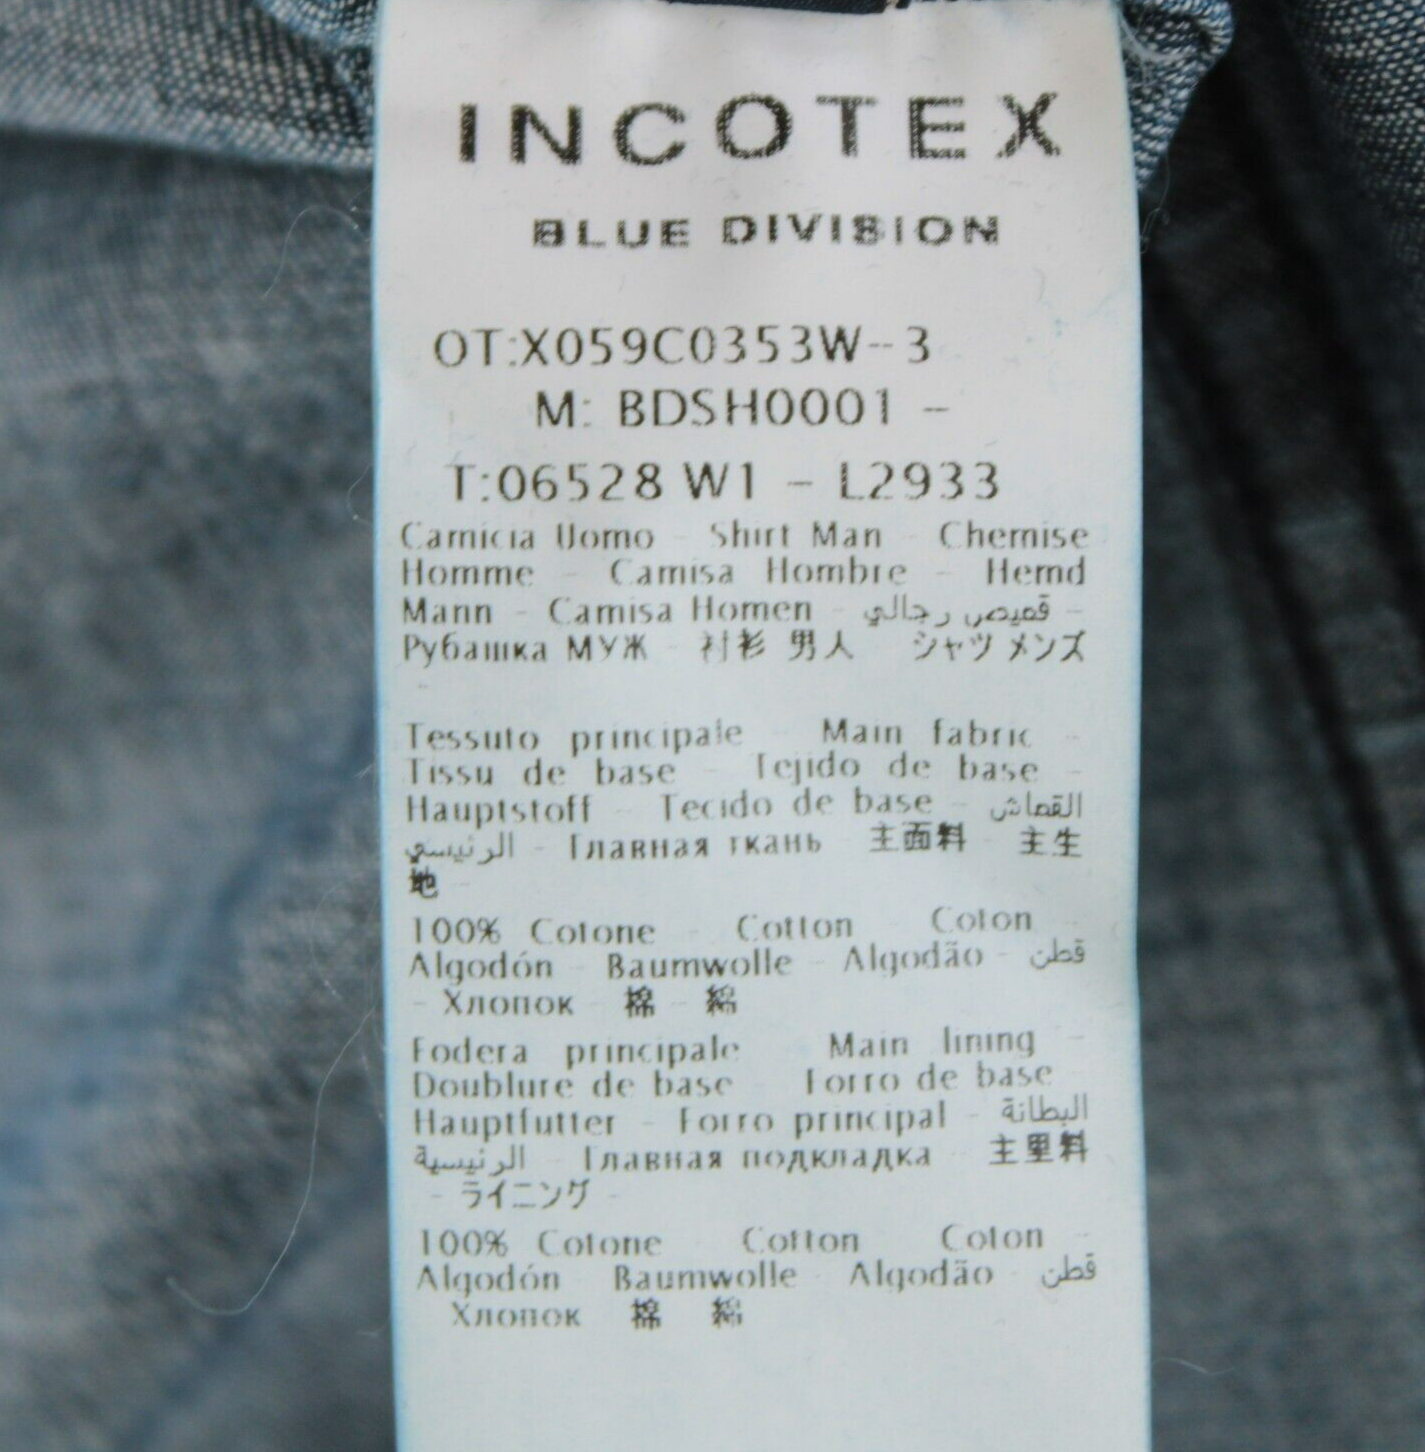 INCOTEX
BLUE DIVISION
OT:X059C0353W-3
M: BDSH0001 -
T:06528 W1 - L2933
Camicia Uomo - Shirt Man - Chemise
Homme - Camisa Hombre - Hemd
Mann - Camisa Homen - قميص رجالي -
Рубашка МУЖ - 衬衫 男人 シャツ メンズ
-
Tessuto principale - Main fabric -
Tissu de base - Tejido de base -
Hauptstoff - Tecido de base - القماش
الرئيسي - Главная ткань - 主面料 - 主生
地 -
100% Cotone - Cotton - Coton -
Algodón - Baumwolle - Algodão - قطن
- Хлопок - 棉 - 綿
Fodera principale - Main lining -
Doublure de base - Forro de base -
Hauptfutter - Forro principal - البطانة
الرئيسية - Главная подкладка - 主里料
- ライニング -
100% Cotone - Cotton - Coton -
Algodón - Baumwolle - Algodão - قطن
Хлопок 棉 綿